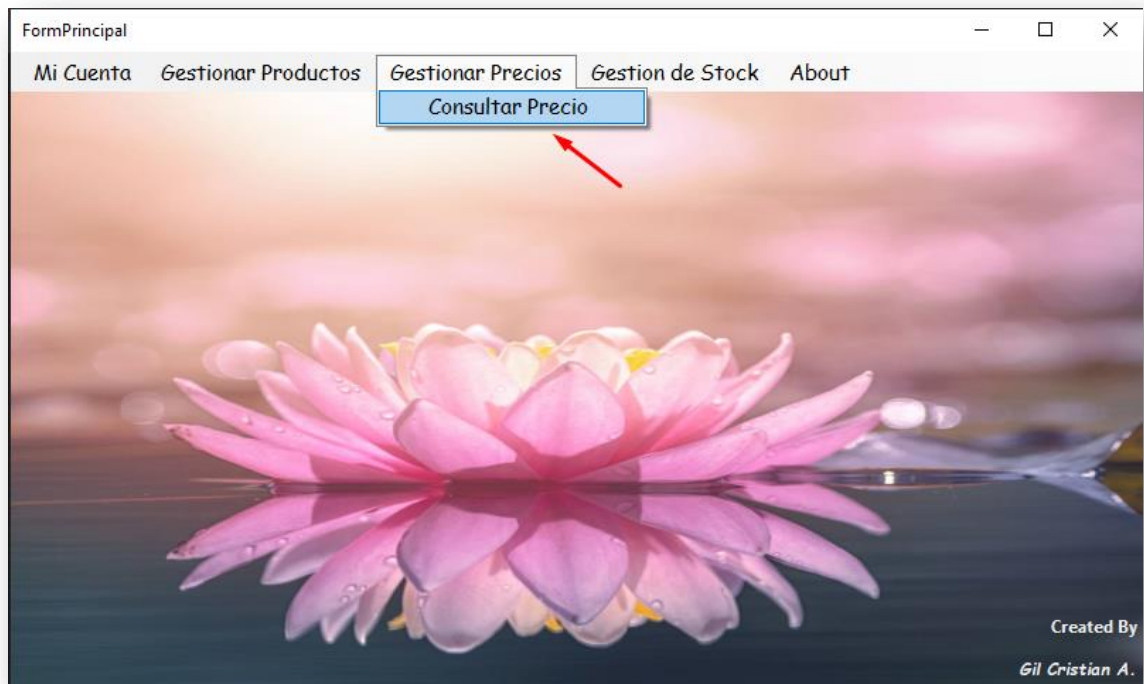 FormPrincipal
Mi Cuenta Gestionar Productos Gestionar Precios Gestion de Stock About
Consultar Precio
Created By
Gil Cristian A.